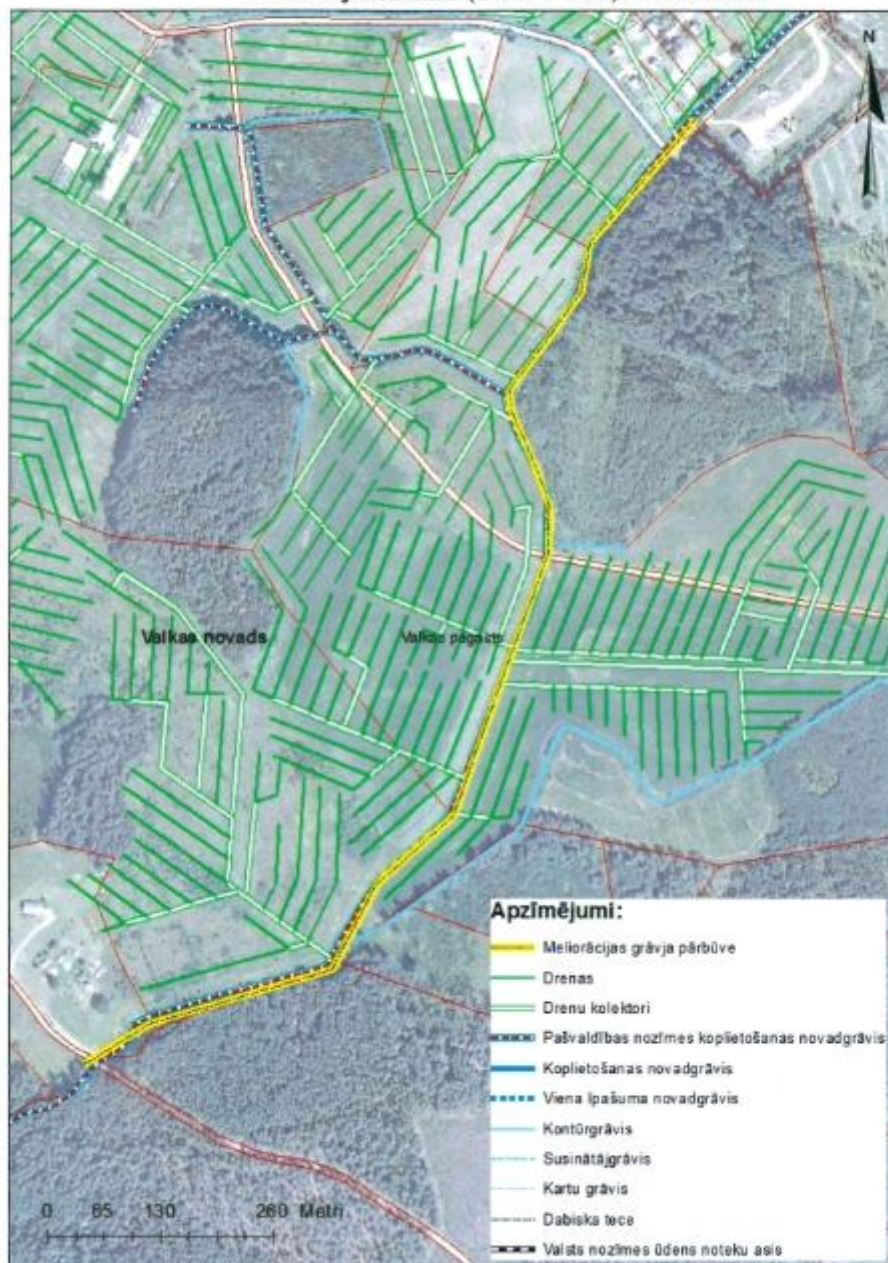 N
Valkas novads
Valkas pagasts
Apzīmējumi:
Meliorācijas grāvja pārbūve
Drenas
Drenu kolektori
Pašvaldības nozīmes koplietošanas novadgrāvis
Koplietošanas novadgrāvis
Viena īpašuma novadgrāvis
Kontūrgrāvis
Susinātājgrāvis
Kartu grāvis
Dabiska tece
Valsts nozīmes ūdens noteku asis
0 65 130 260 Metri